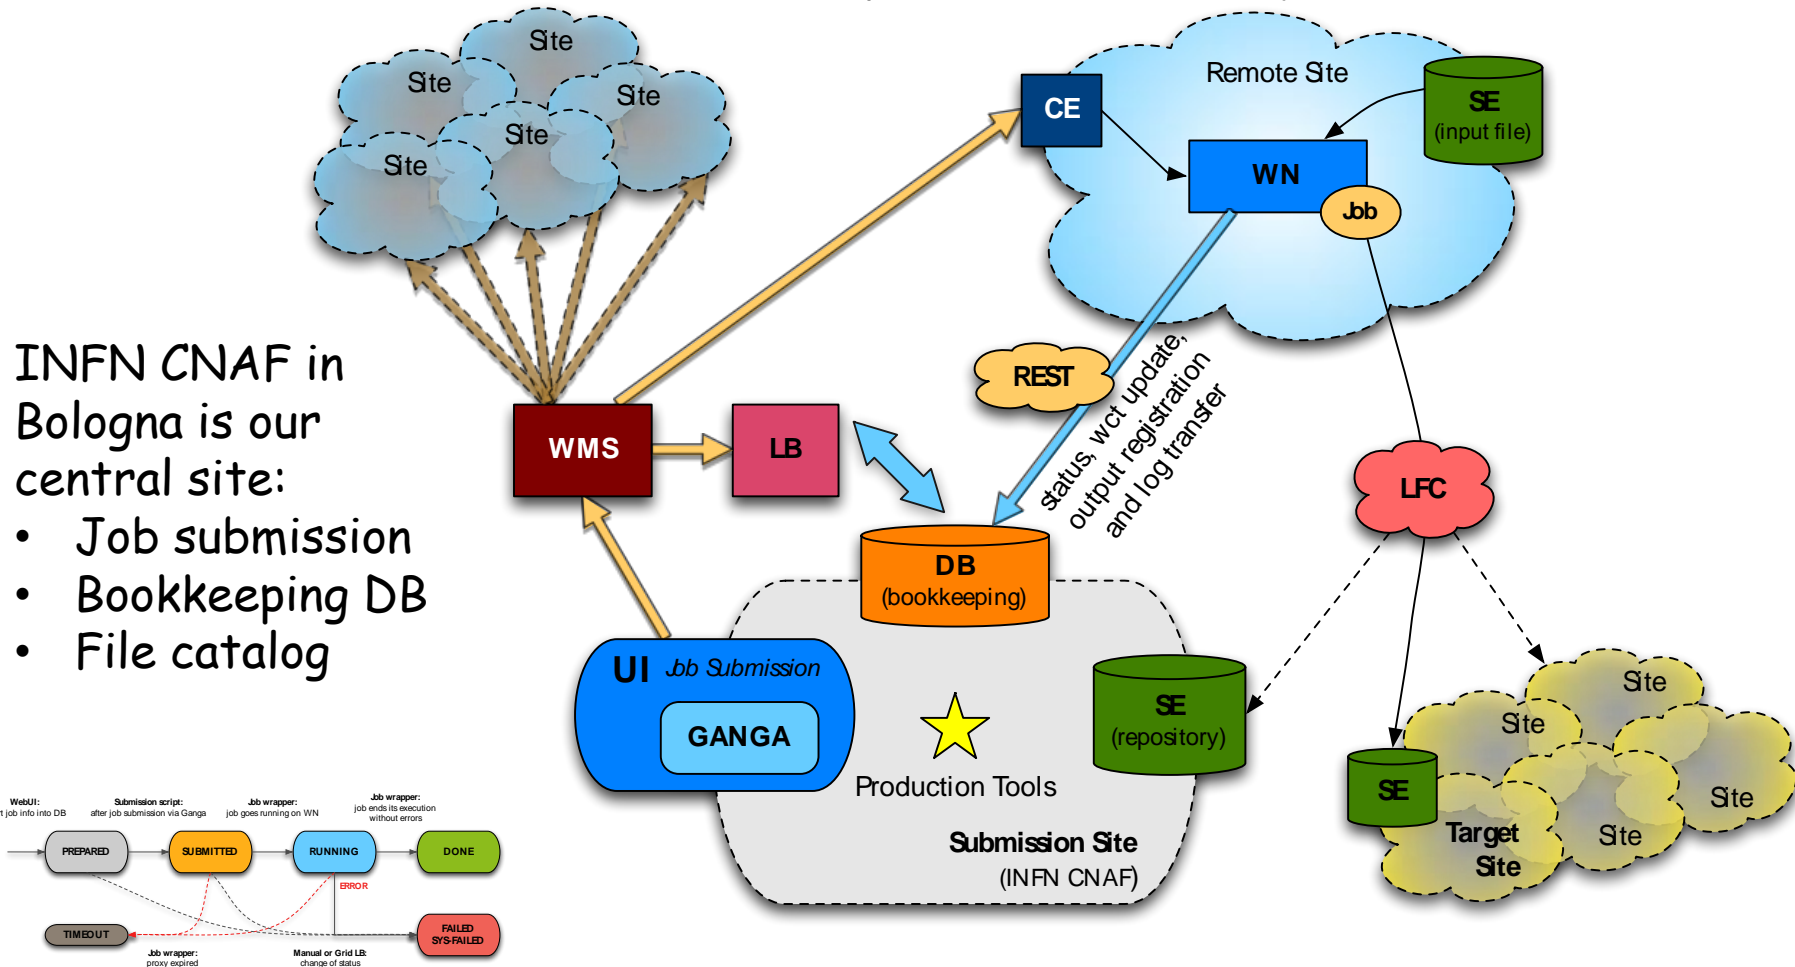 Site
Site
Site
Site
Site
Remote Site
CE
SE
(input file)
WN
Job
REST
status, wct update,
output registration
and log transfer
INFN CNAF in
Bologna is our
central site:
• Job submission
• Bookkeeping DB
• File catalog
WMS
LB
LFC
DB
(bookkeeping)
UI Job Submission
GANGA
SE
(repository)
Production Tools
Submission Site
(INFN CNAF)
Site
Site
Site
Site
SE
Target
Site
WebUI:
job info into DB
Submission script:
after job submission via Ganga
Job wrapper:
job goes running on WN
Job wrapper:
job ends its execution
without errors
PREPARED
SUBMITTED
RUNNING
DONE
ERROR
TIMEOUT
FAILED
SYS-FAILED
Job wrapper:
proxy expired
Manual or Grid LB:
change of status